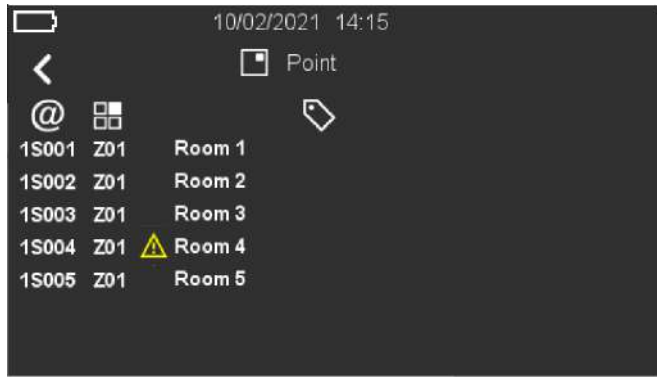 10/02/2021 14:15
Point
@
1S001 Z01 Room 1
1S002 Z01 Room 2
1S003 Z01 Room 3
1S004 Z01 Room 4
1S005 Z01 Room 5